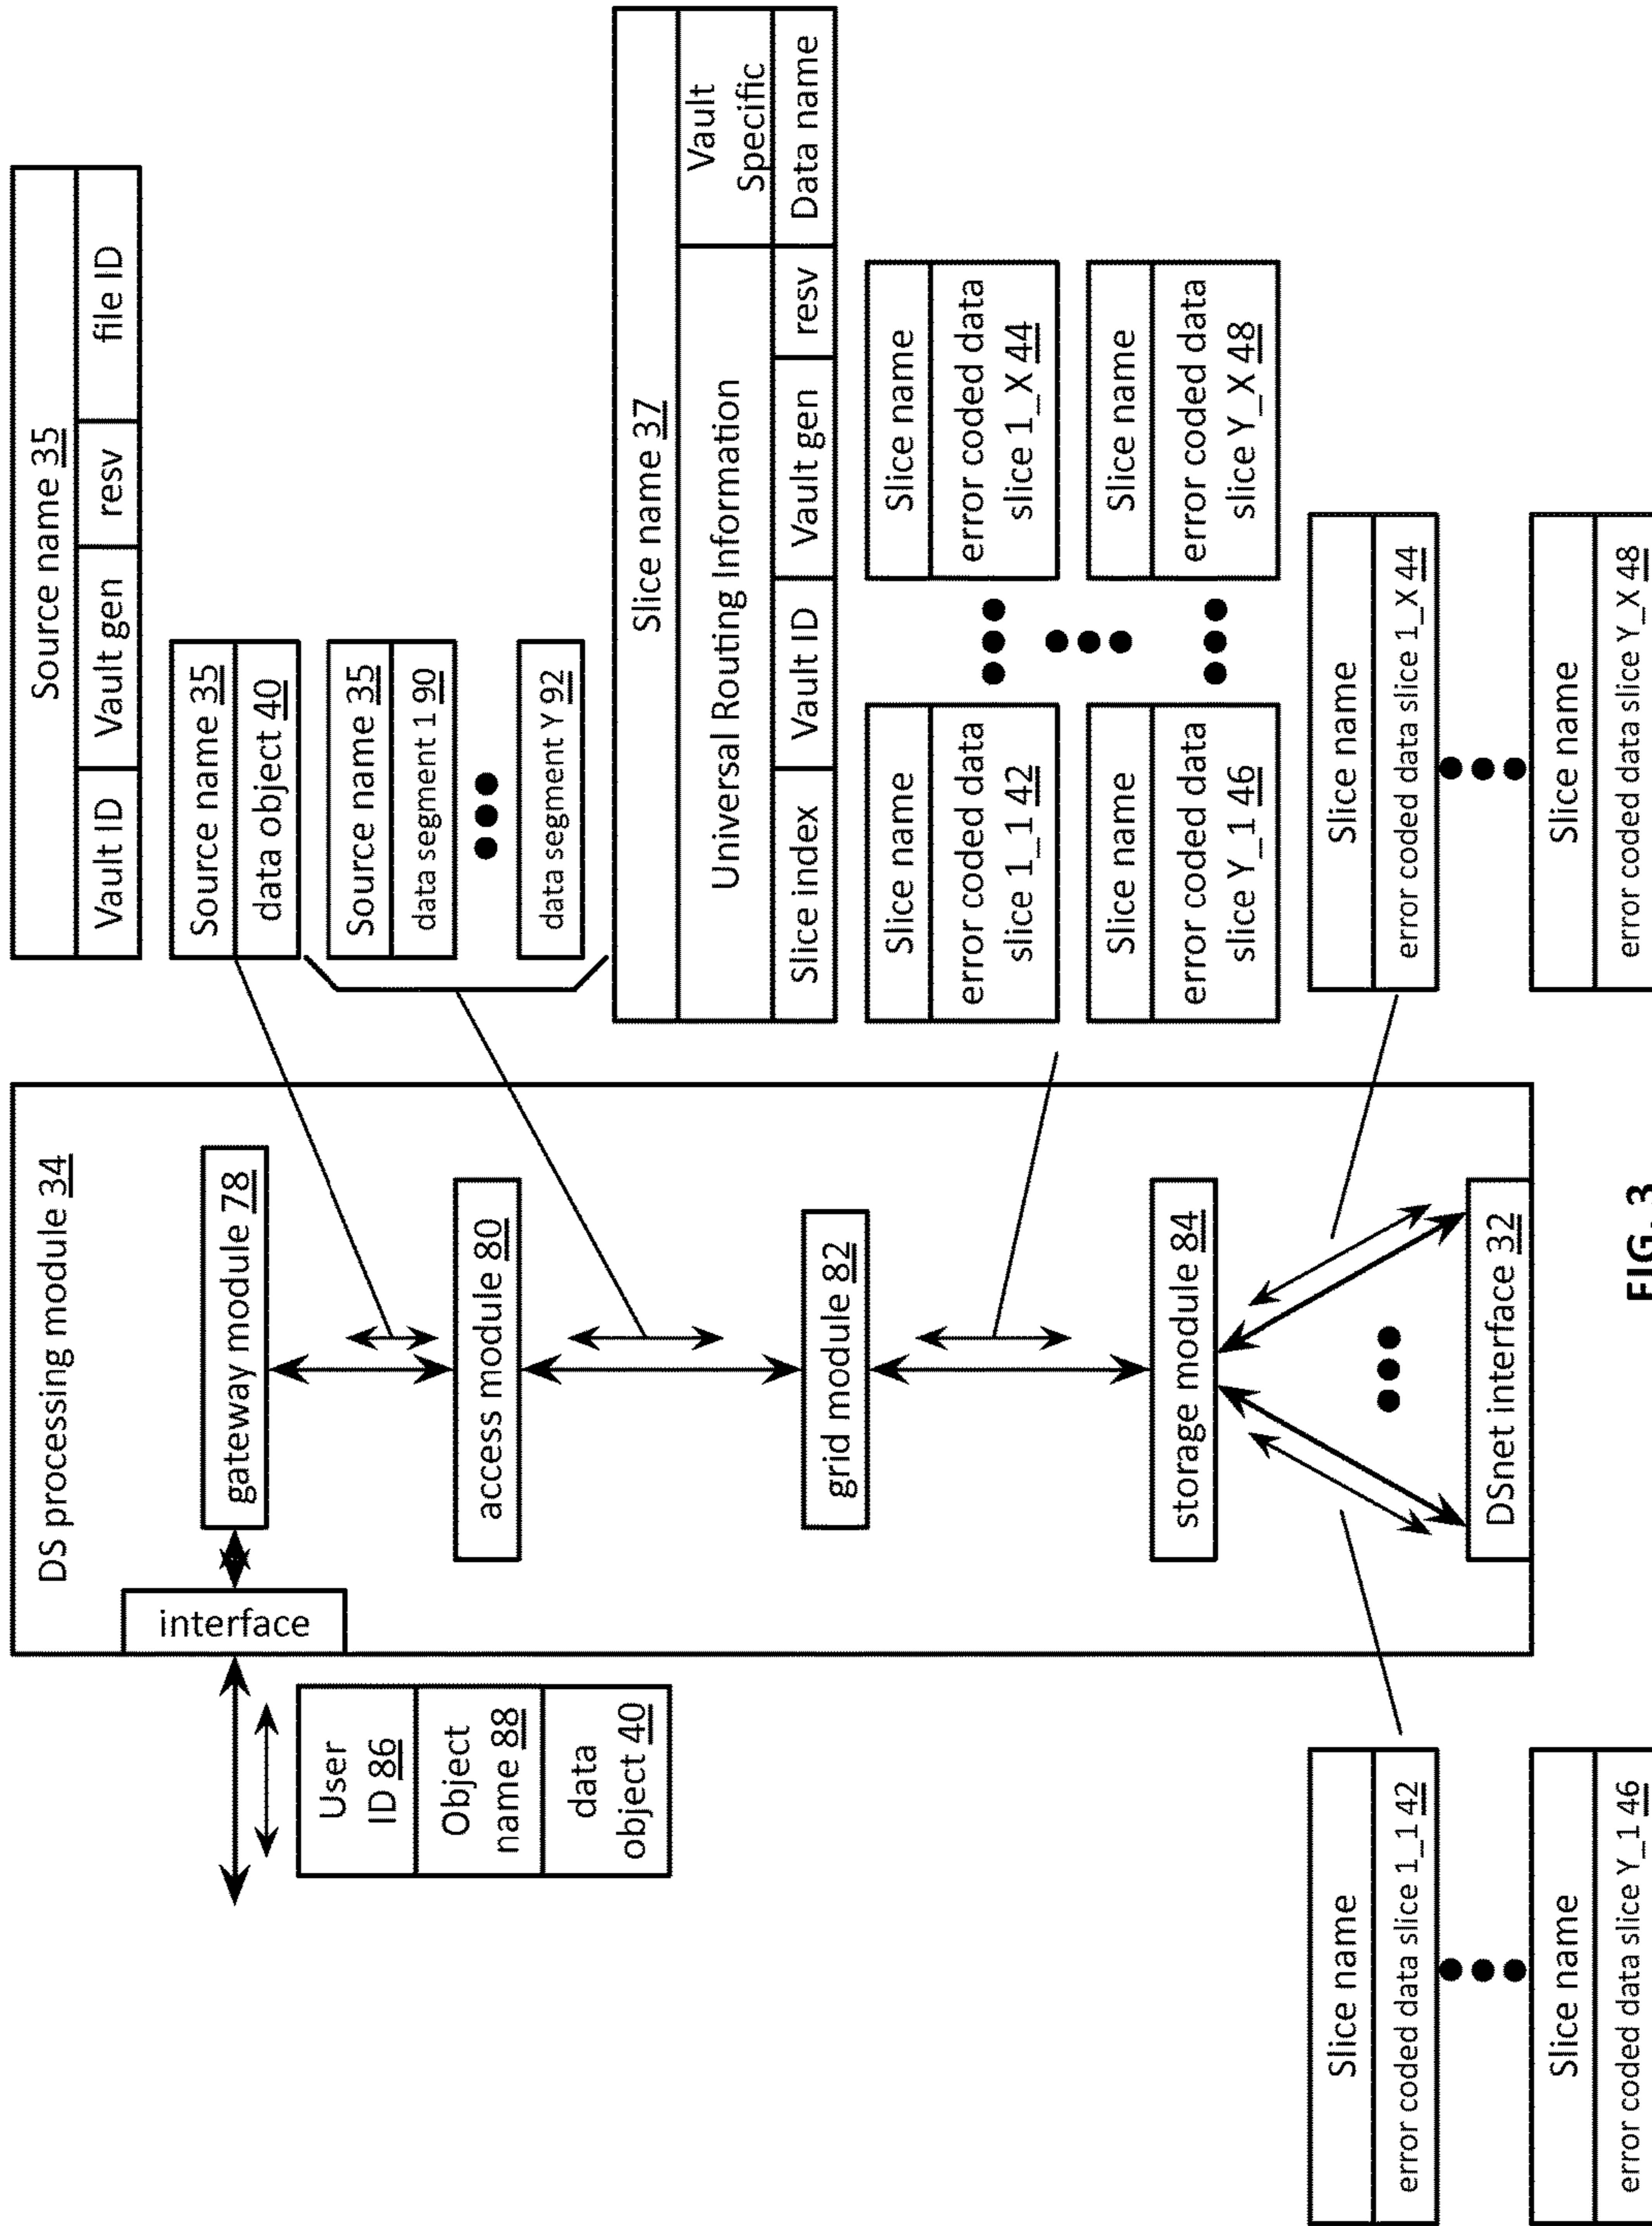 DS processing module 34
interface
gateway module 78
access module 80
grid module 82
storage module 84
DSnet interface 32
User
ID 86
Object
name 88
data
object 40
Source name 35
Vault ID
Vault gen
resv
file ID
Source name 35
data object 40
Source name 35
data segment 1 90
data segment Y 92
Slice name 37
Universal Routing Information
Vault
Specific
Slice index
Vault ID
Vault gen
resv
Data name
Slice name
error coded data
slice 1_1 42
Slice name
error coded data
slice 1_X 44
Slice name
error coded data
slice Y_1 46
Slice name
error coded data
slice Y_X 48
Slice name
error coded data slice 1_1 42
Slice name
error coded data slice Y_1 46
Slice name
error coded data slice 1_X 44
Slice name
error coded data slice Y_X 48
FIG. 3